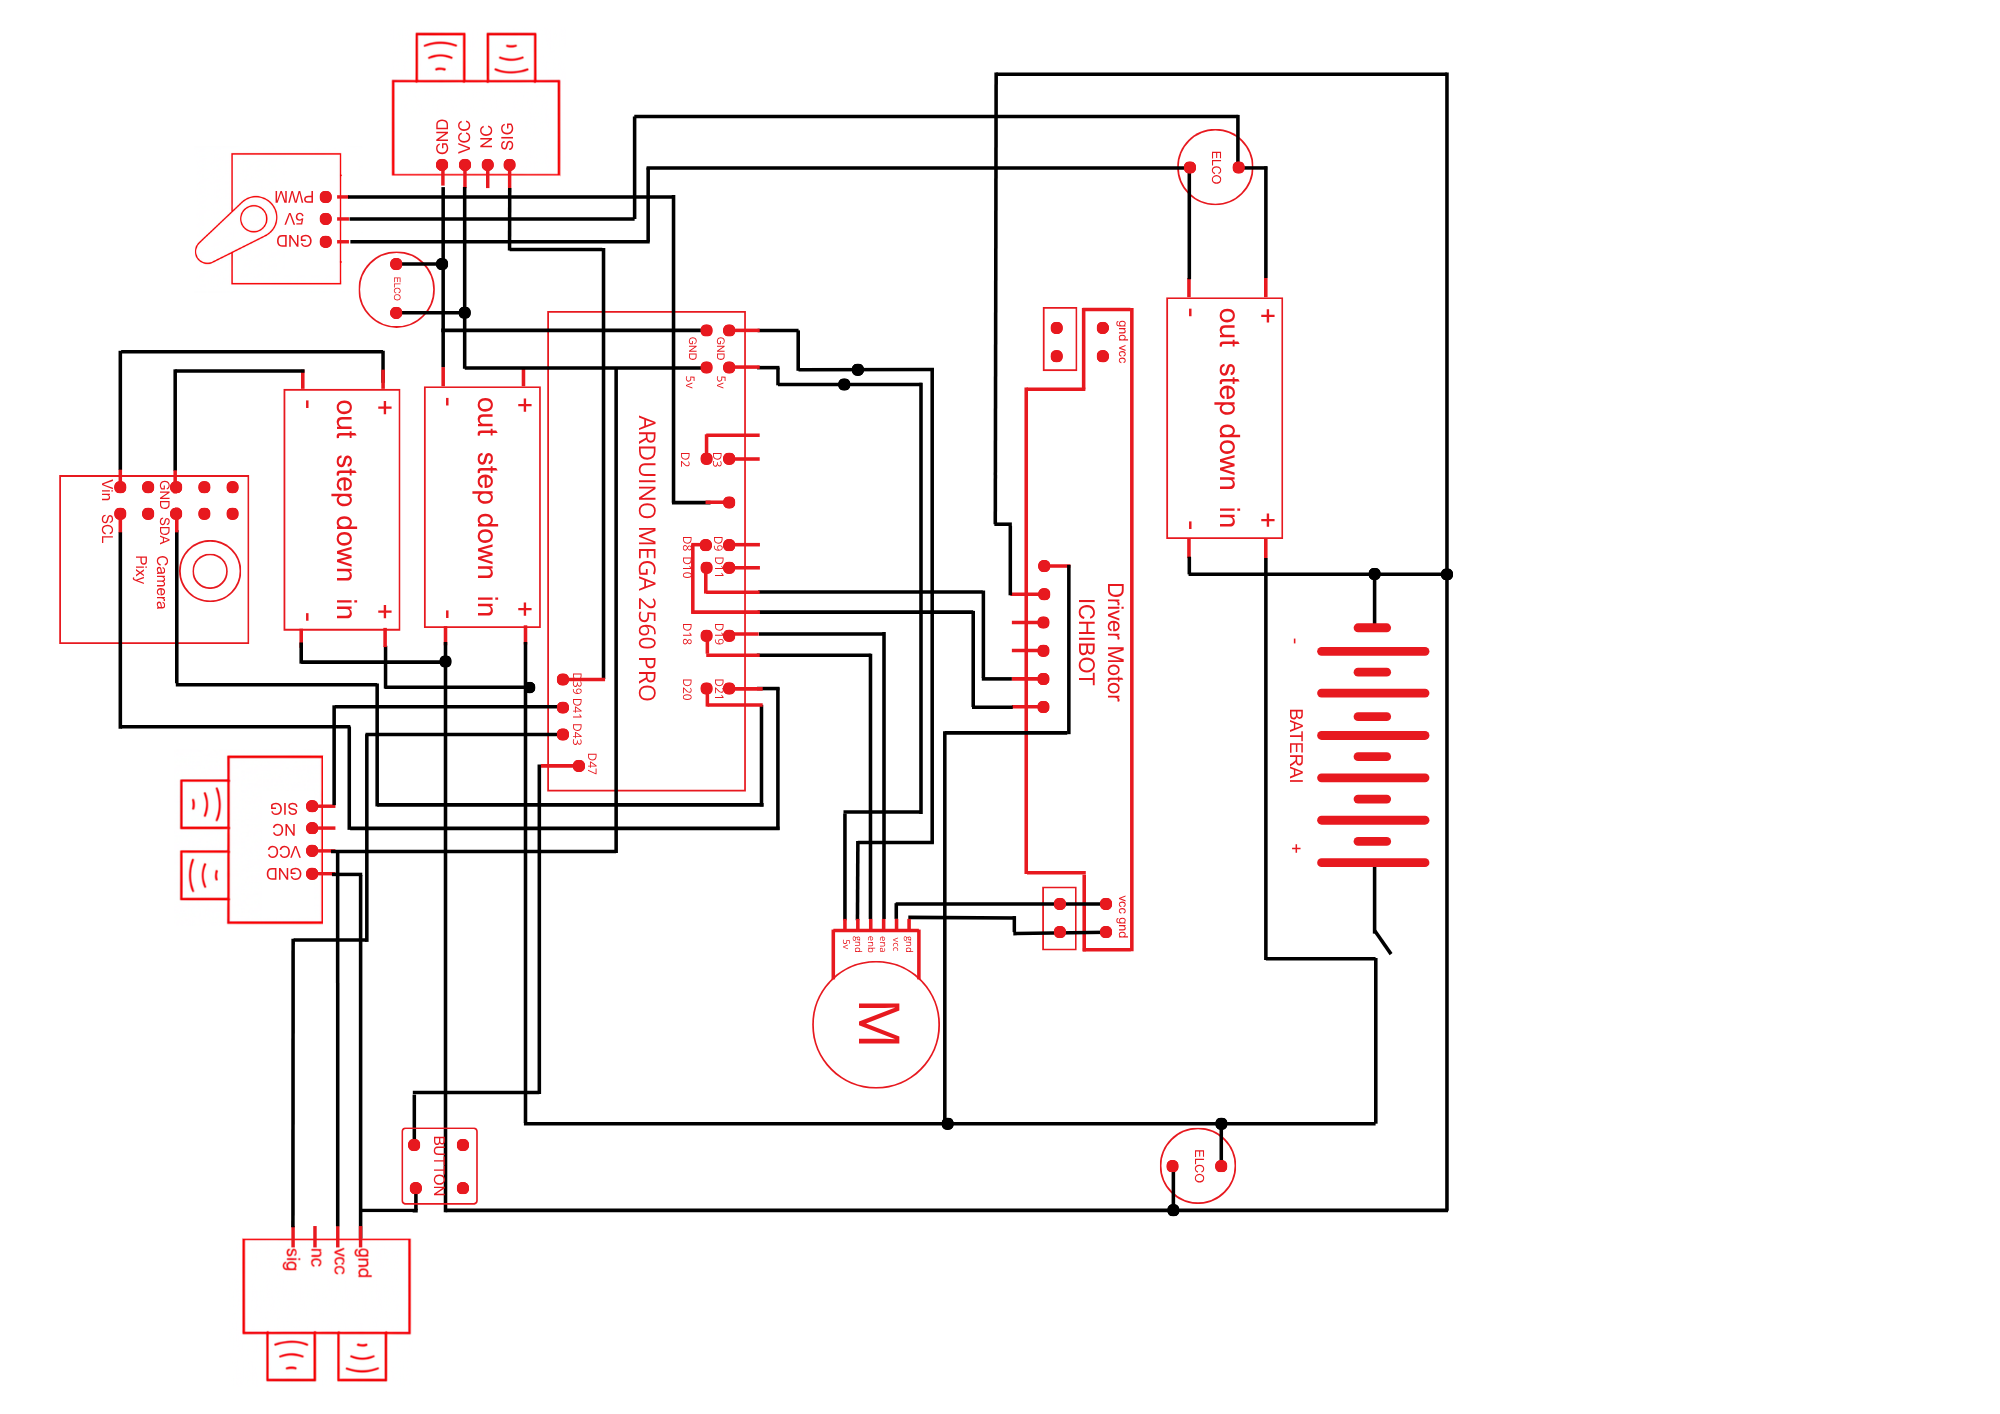 GND
VCC
NC
SIG
PWM
5V
GND
ELCO
ELCO
GND
GND
5v
5v
gnd vcc
- out step down in -
+ +
- out step down in -
+ +
- out step down in -
+ +
ARDUINO MEGA 2560 PRO
D2
D3
D8
D9
D10
D11
D18
D19
D20
D21
D39
D41
D43
D47
Vin
GND
SCL
SDA
Pixy
Camera
Driver Motor
ICHIBOT
-
BATERAI
+
SIG
NC
VCC
GND
vcc gnd
5v
gnd
enb
ena
vcc
gnd
M
BUTTON
ELCO
sig
nc
vcc
gnd